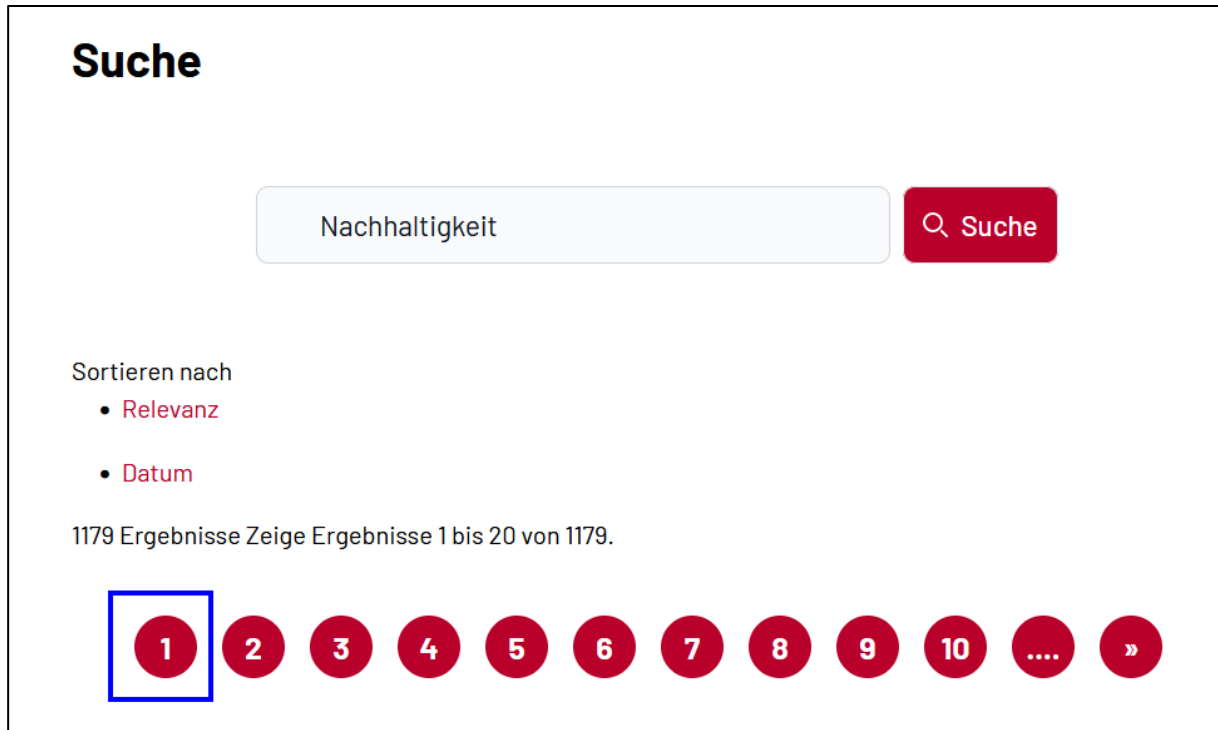 Suche
Nachhaltigkeit
Suche
Sortieren nach
Relevanz
Datum
1179 Ergebnisse Zeige Ergebnisse 1 bis 20 von 1179.
1 2 3 4 5 6 7 8 9 10 .... »